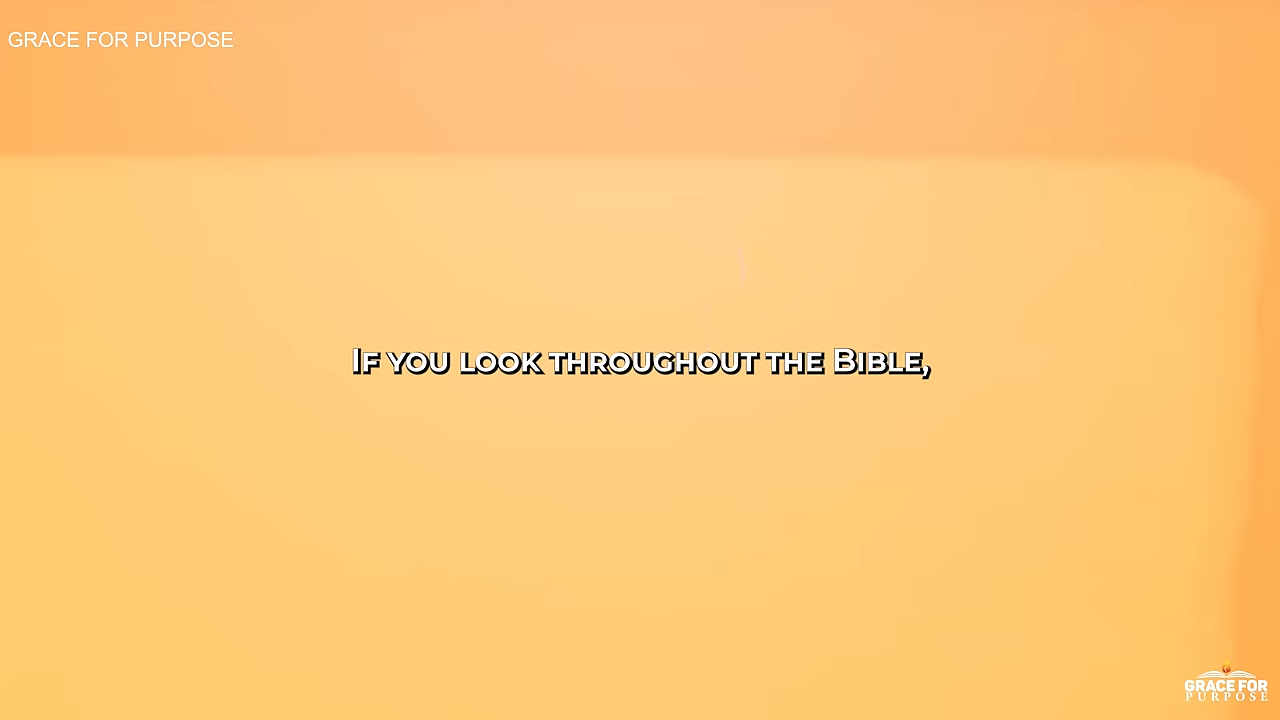 GRACE FOR PURPOSE
If you look throughout the Bible,
GRACE FOR
PURPOSE